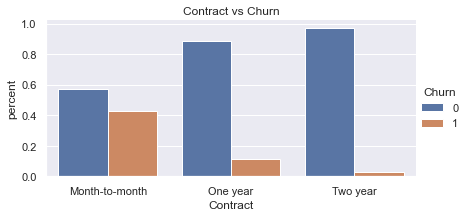 Contract vs Churn
1.0
0.8
0.6
0.4
0.2
0.0
percent
Month-to-month
One year
Two year
Contract
Churn
0
1